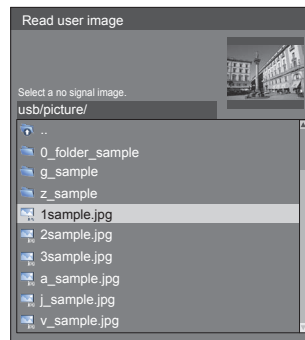 Read user image
Select a no signal image.
usb/picture/
..
0_folder_sample
g_sample
z_sample
1sample.jpg
2sample.jpg
3sample.jpg
a_sample.jpg
j_sample.jpg
v_sample.jpg